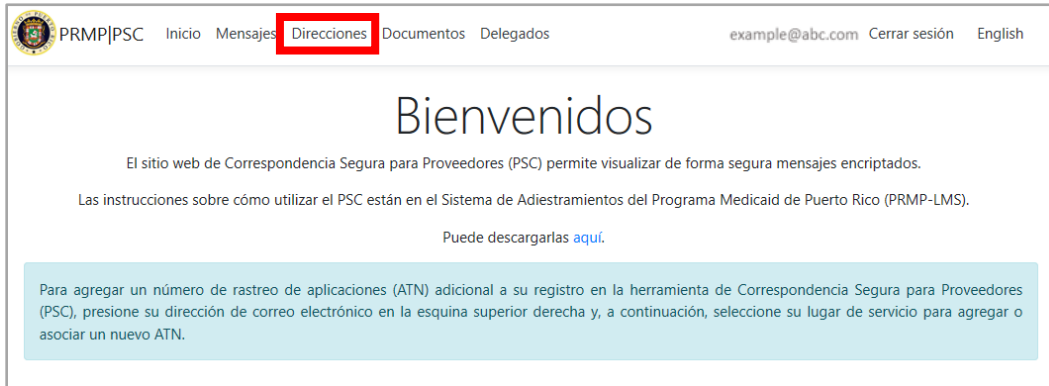 PRMP|PSC Inicio Mensajes Direcciones Documentos Delegados example@abc.com Cerrar sesión English
Bienvenidos
El sitio web de Correspondencia Segura para Proveedores (PSC) permite visualizar de forma segura mensajes encriptados.
Las instrucciones sobre cómo utilizar el PSC están en el Sistema de Adiestramientos del Programa Medicaid de Puerto Rico (PRMP-LMS).
Puede descargarlas aquí.
Para agregar un número de rastreo de aplicaciones (ATN) adicional a su registro en la herramienta de Correspondencia Segura para Proveedores
(PSC), presione su dirección de correo electrónico en la esquina superior derecha y, a continuación, seleccione su lugar de servicio para agregar o
asociar un nuevo ATN.